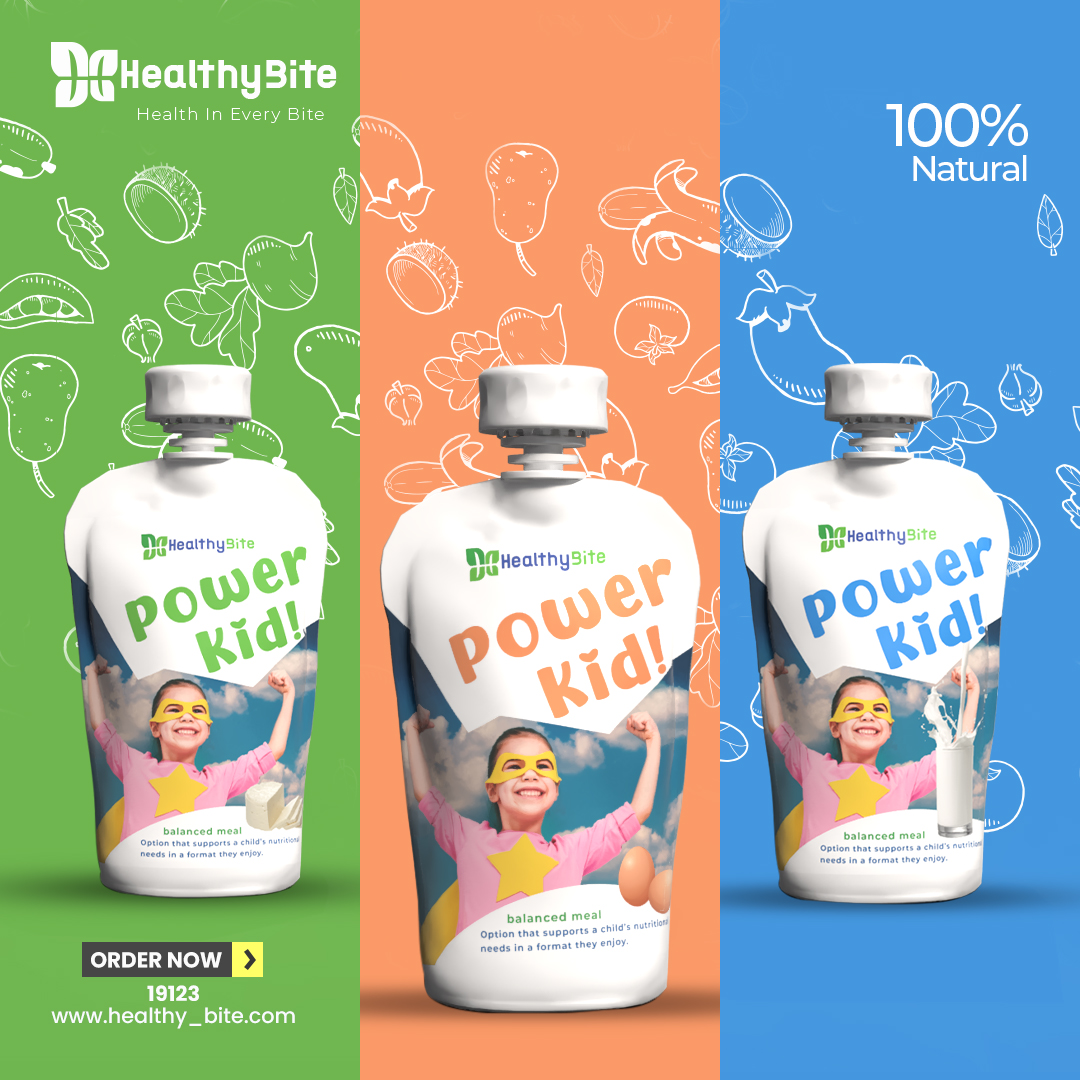 HealthyBite
Health In Every Bite
100%
Natural
HealthyBite
power
kid!
balanced meal
Option that supports a child's nutritional
needs in a format they enjoy.
HealthyBite
power
kid!
balanced meal
Option that supports a child's nutritional
needs in a format they enjoy.
HealthyBite
power
kid!
balanced meal
Option that supports a child's nutritional
needs in a format they enjoy.
ORDER NOW
19123
www.healthy_bite.com